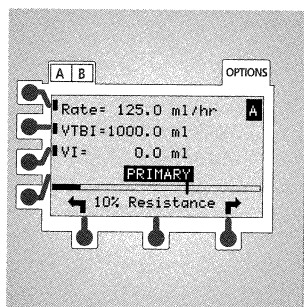 A B
OPTIONS
Rate= 125.0 ml/hr A
VTBI=1000.0 ml
VI= 0.0 ml
PRIMARY
10% Resistance